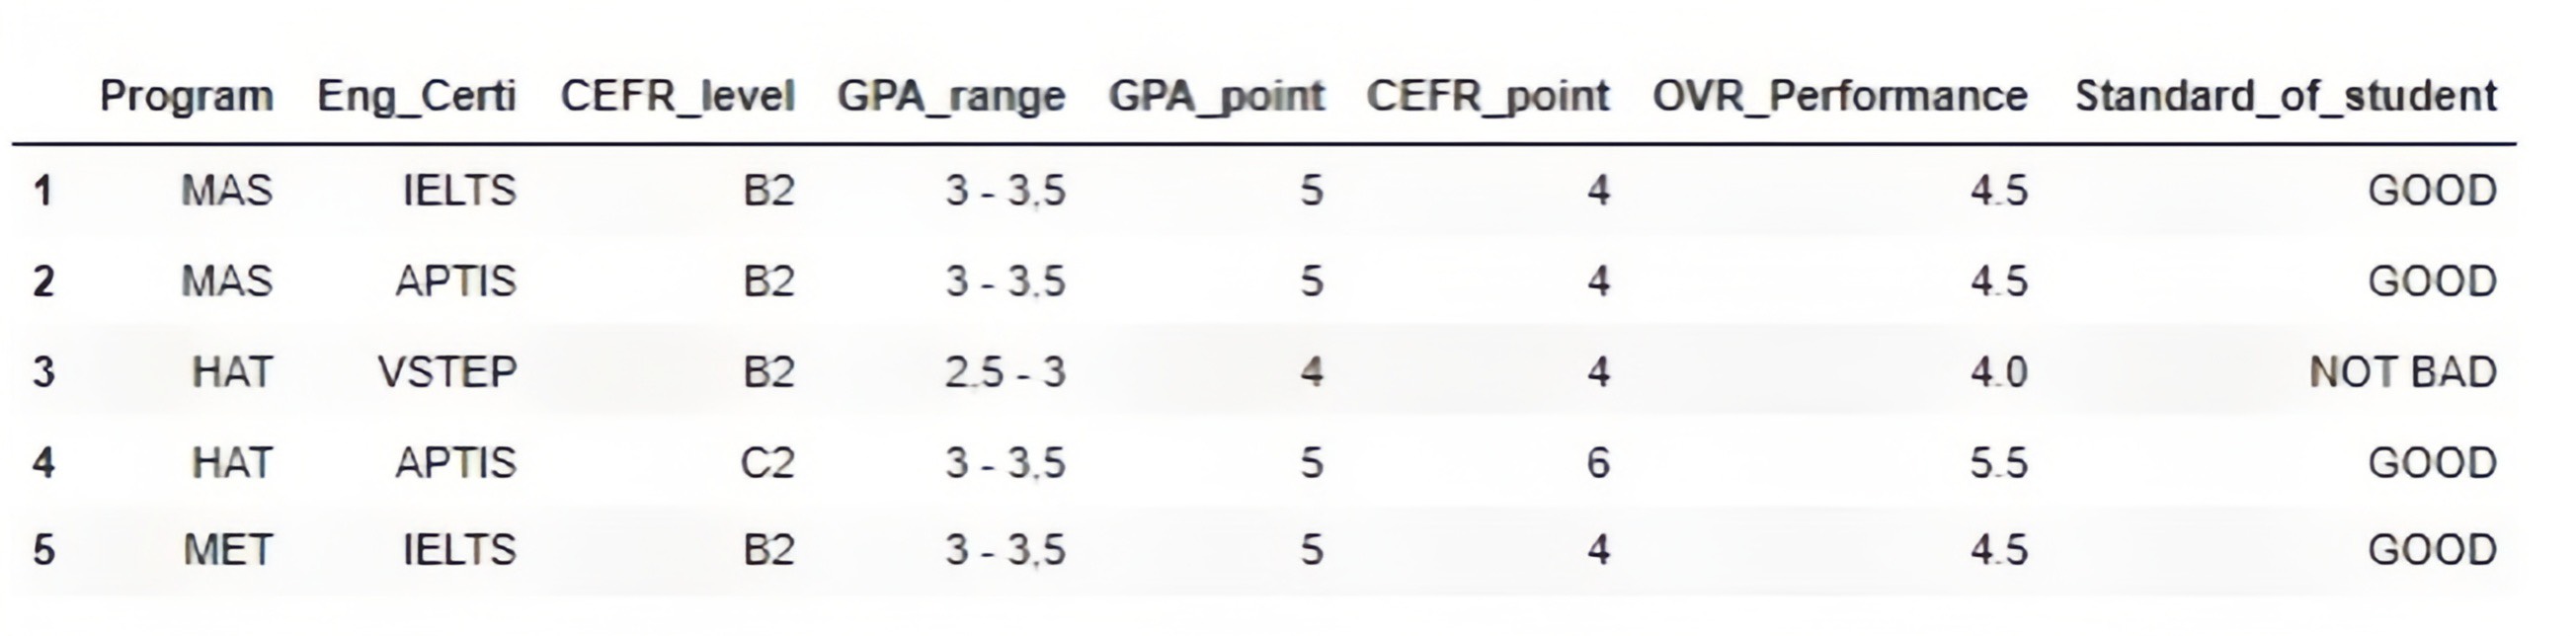 Program Eng_Certi CEFR_level GPA_range GPA_point CEFR_point OVR_Performance Standard_of_student
1 MAS IELTS B2 3 - 3.5 5 4 4.5 GOOD
2 MAS APTIS B2 3 - 3.5 5 4 4.5 GOOD
3 HAT VSTEP B2 2.5 - 3 4 4 4.0 NOT BAD
4 HAT APTIS C2 3 - 3.5 5 6 5.5 GOOD
5 MET IELTS B2 3 - 3.5 5 4 4.5 GOOD